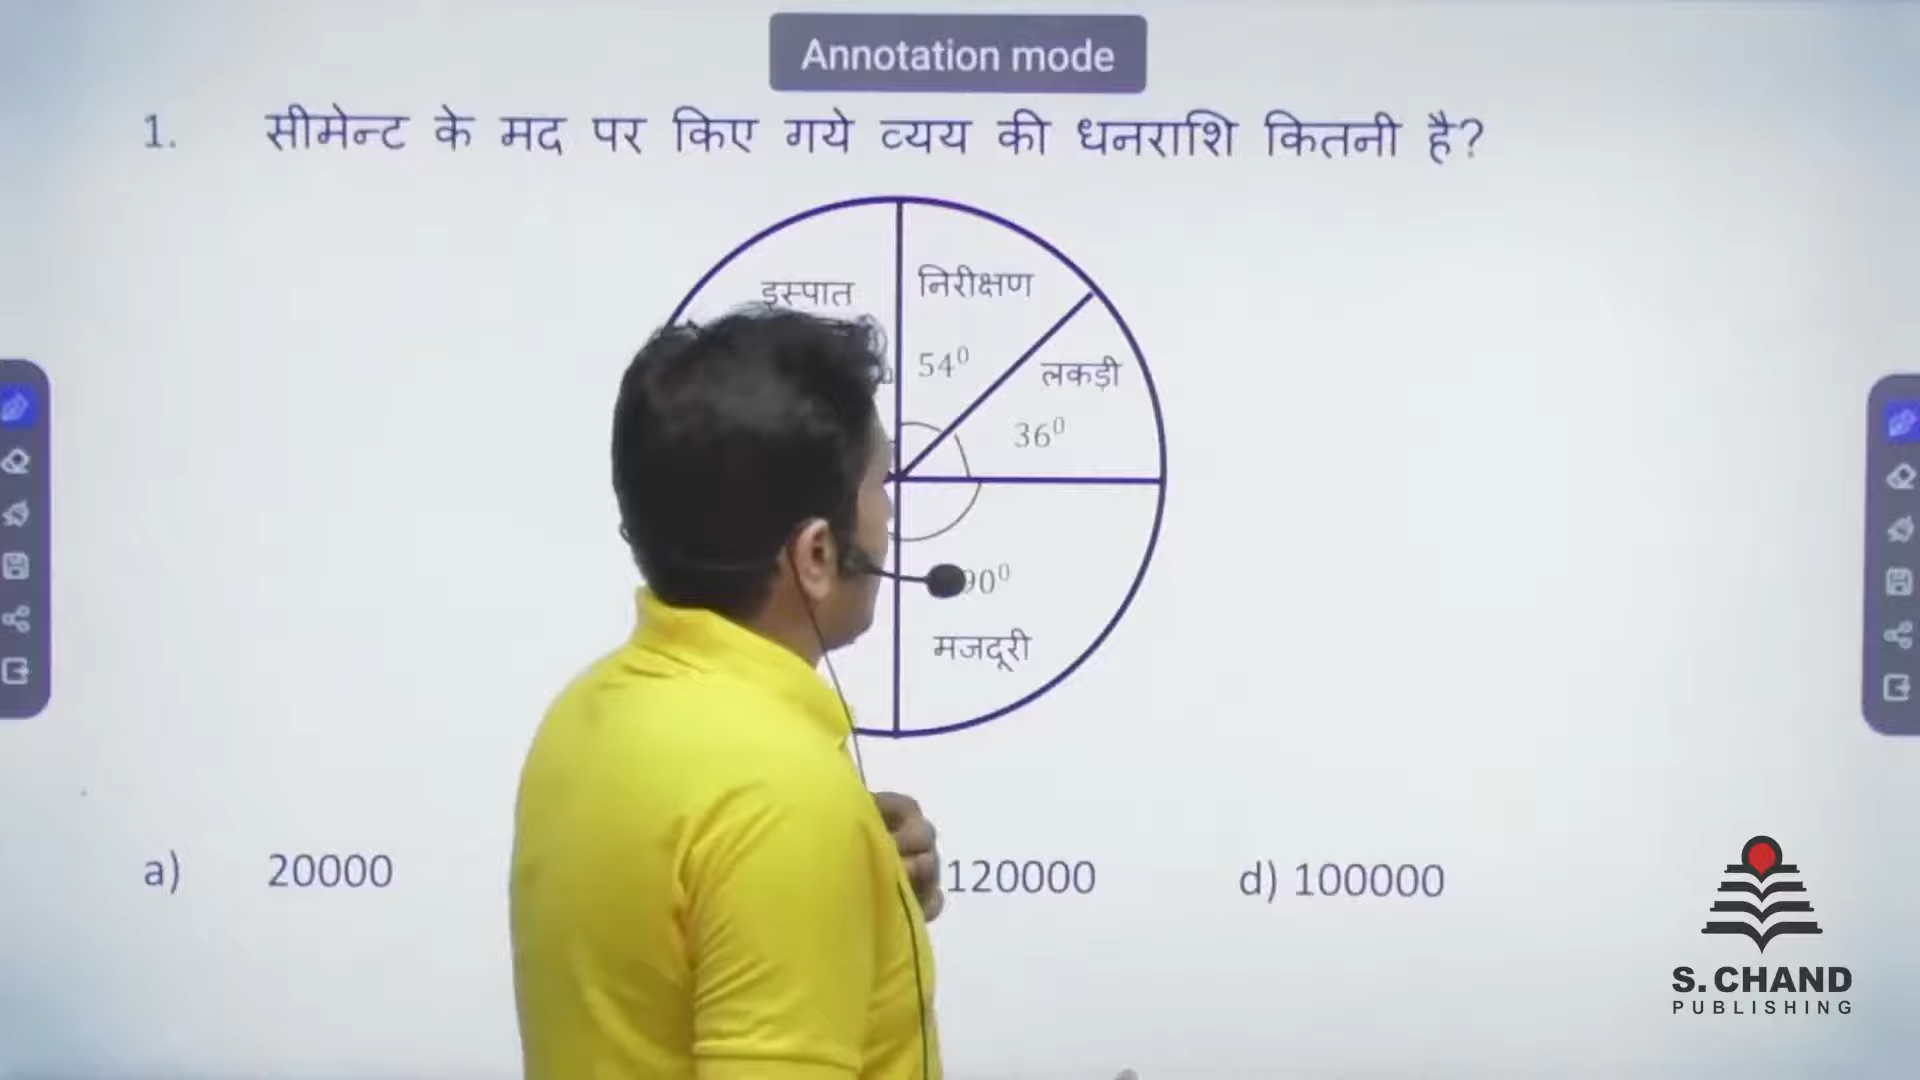 Annotation mode
1. सीमेन्ट के मद पर किए गये व्यय की धनराशि कितनी है?
इस्पात
निरीक्षण
54⁰
लकड़ी
36⁰
90⁰
मजदूरी
a) 20000
120000
d) 100000
S. CHAND
PUBLISHING